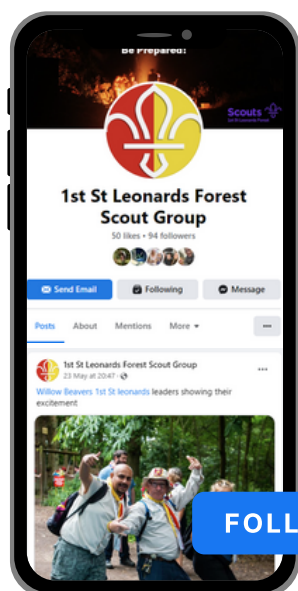 Be Prepared!
Scouts
1st St Leonards Forest
1st St Leonards Forest
Scout Group
50 likes • 94 followers
Send Email
Following
Message
Posts
About
Mentions
More
1st St Leonards Forest Scout Group
23 May at 20:47
Willow Beavers 1st St leonards leaders showing their
excitement
FOLL